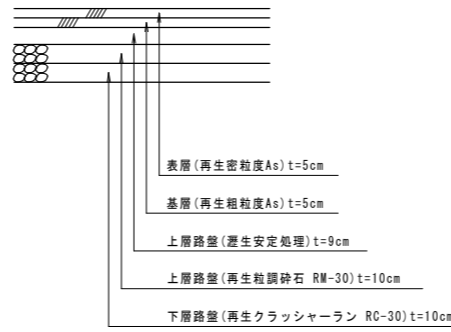 表層(再生密粒度As)t=5cm
基層(再生粗粒度As)t=5cm
上層路盤(瀝生安定処理)t=9cm
上層路盤(再生粒調砕石 RM-30)t=10cm
下層路盤(再生クラッシャーラン RC-30)t=10cm